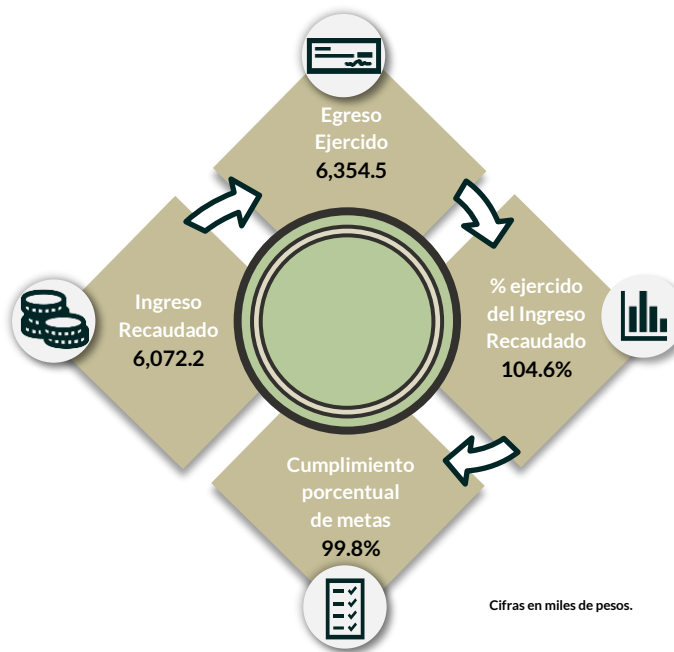 Egreso
Ejercido
6,354.5
Ingreso
Recaudado
6,072.2
% ejercido
del Ingreso
Recaudado
104.6%
Cumplimiento
porcentual
de metas
99.8%
Cifras en miles de pesos.